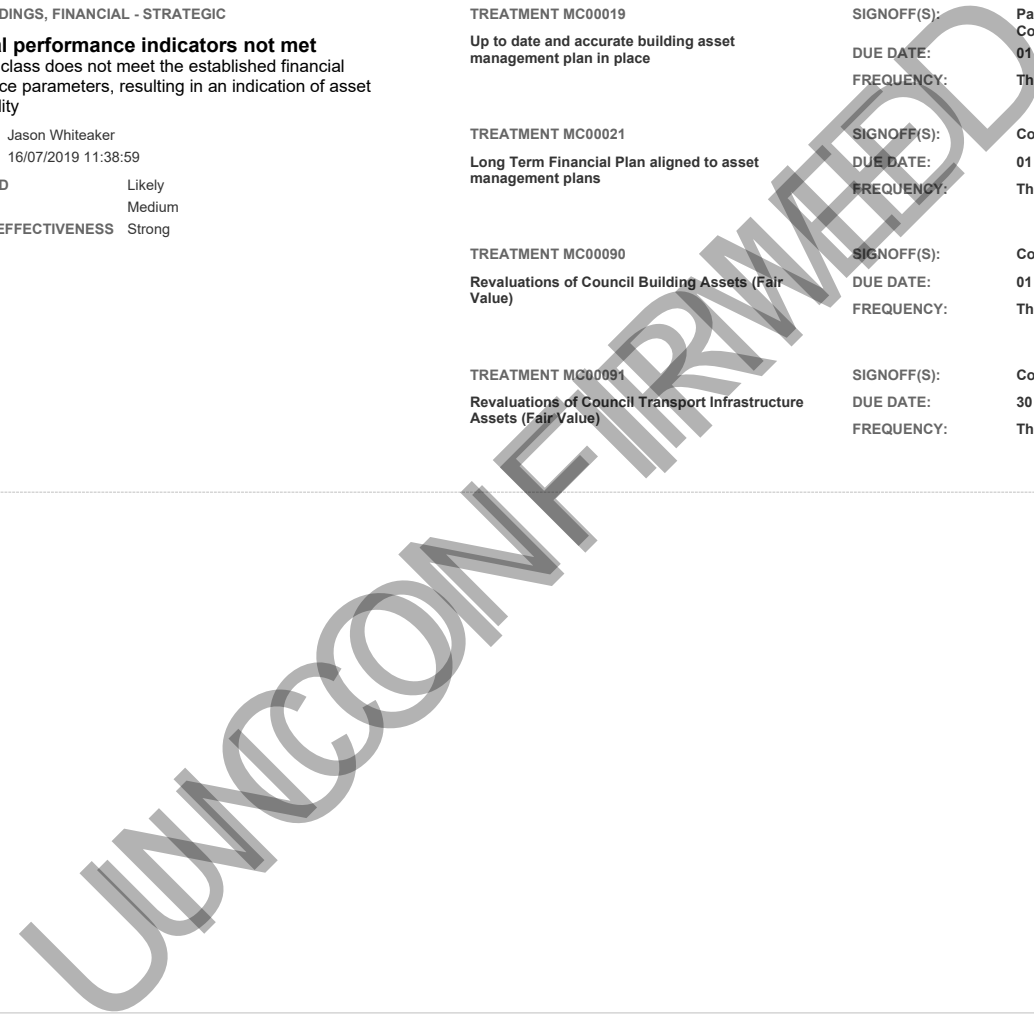 DINGS, FINANCIAL - STRATEGIC
al performance indicators not met
class does not meet the established financial
ce parameters, resulting in an indication of asset
lity
Jason Whiteaker
16/07/2019 11:38:59
D Likely
Medium
EFFECTIVENESS Strong
TREATMENT MC00019
Up to date and accurate building asset
management plan in place
SIGNOFF(S): Pa
Co
DUE DATE: 01
FREQUENCY: Th
TREATMENT MC00021
Long Term Financial Plan aligned to asset
management plans
SIGNOFF(S): Co
DUE DATE: 01
FREQUENCY: Th
TREATMENT MC00090
Revaluations of Council Building Assets (Fair
Value)
SIGNOFF(S): Co
DUE DATE: 01
FREQUENCY: Th
TREATMENT MC00091
Revaluations of Council Transport Infrastructure
Assets (Fair Value)
SIGNOFF(S): Co
DUE DATE: 30
FREQUENCY: Th